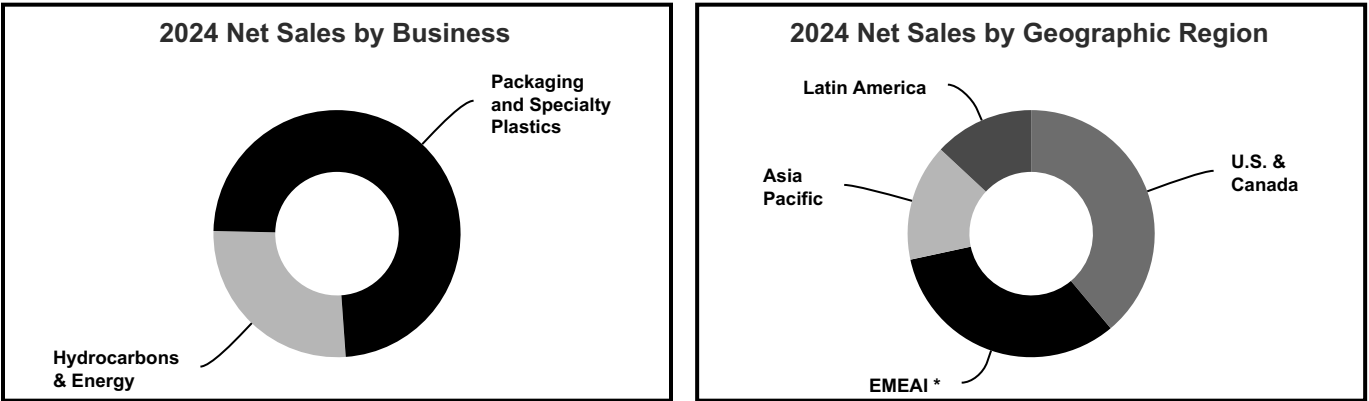 2024 Net Sales by Business
Packaging
and Specialty
Plastics
Hydrocarbons
& Energy
2024 Net Sales by Geographic Region
Latin America
U.S. &
Canada
Asia
Pacific
EMEAI *